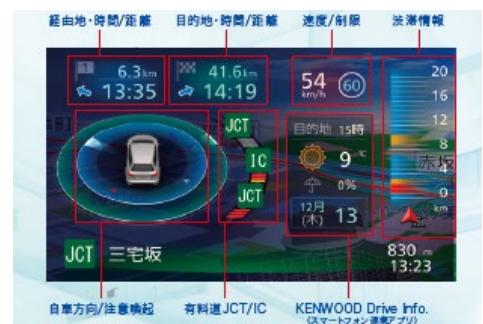 経由地・時間/距離
目的地・時間/距離
速度/制限
渋滞情報
1 6.3km
13:35
41.6km
14:19
54 km/h
60
20
16
12
8
4
0
km
JCT
IC
JCT
目的地 15時
9℃
0%
12月
(木) 13
赤坂
JCT 三宅坂
830 m
13:23
自車方向/注意喚起
有料道JCT/IC
KENWOOD Drive Info.
(スマートフォン連携アプリ)